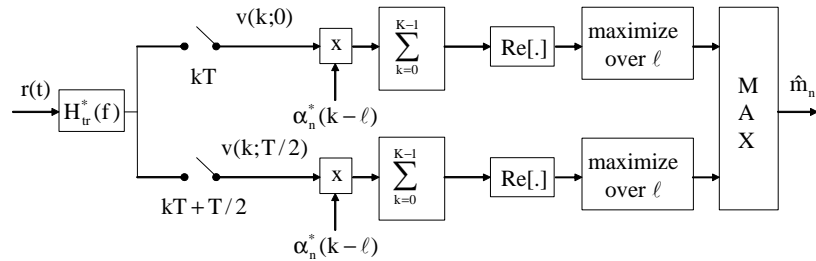 v(k;0)
kT
x
α*ₙ(k−ℓ)
K-1
∑
k=0
Re[.]
maximize
over ℓ
r(t)
H*ₜᵣ(f)
M
A
X
m̂ₙ
v(k;T/2)
kT+T/2
x
α*ₙ(k−ℓ)
K-1
∑
k=0
Re[.]
maximize
over ℓ